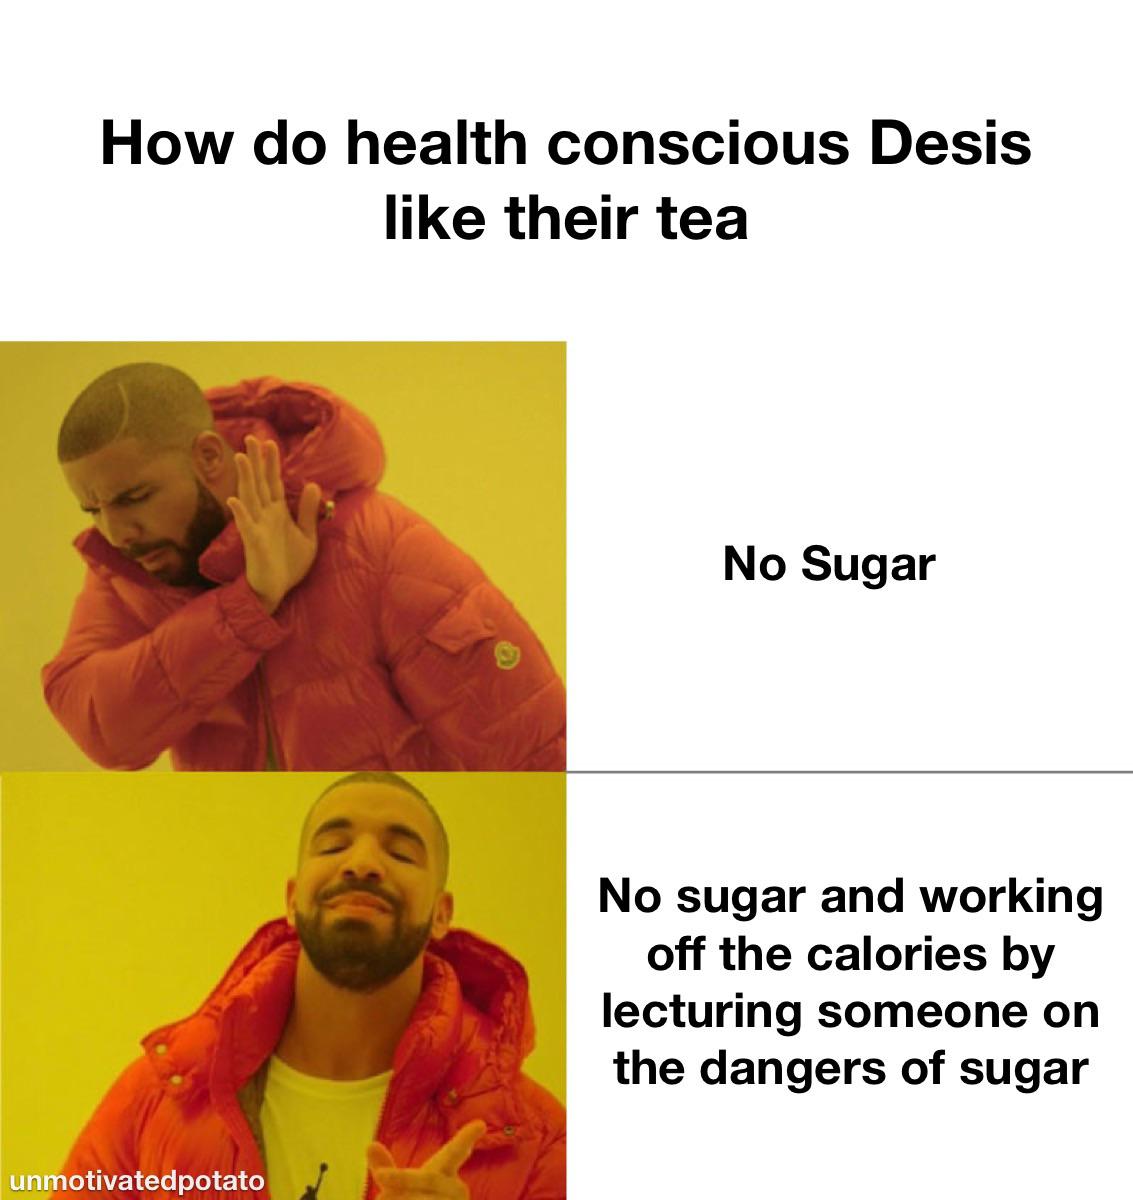 How do health conscious Desis
like their tea
No Sugar
No sugar and working
off the calories by
lecturing someone on
the dangers of sugar
unmotivatedpotato